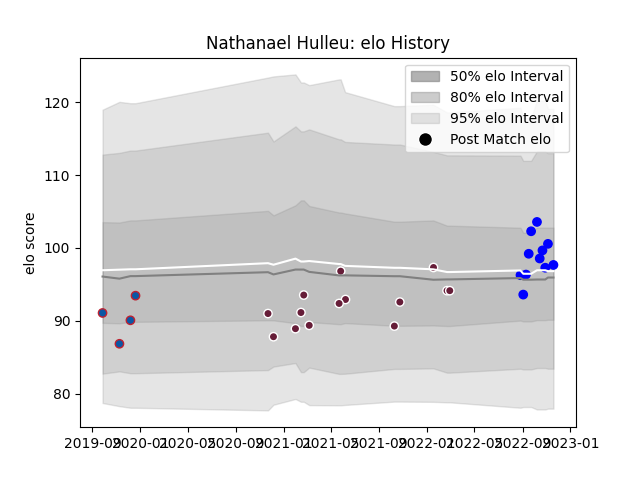 Nathanael Hulleu: elo History
50% elo Interval
80% elo Interval
95% elo Interval
Post Match elo
elo score
120
100
90
80
110
2019-09 2020-01 2020-05 2020-09 2021-01 2021-05 2021-09 2022-01 2022-05 2022-09 2023-01